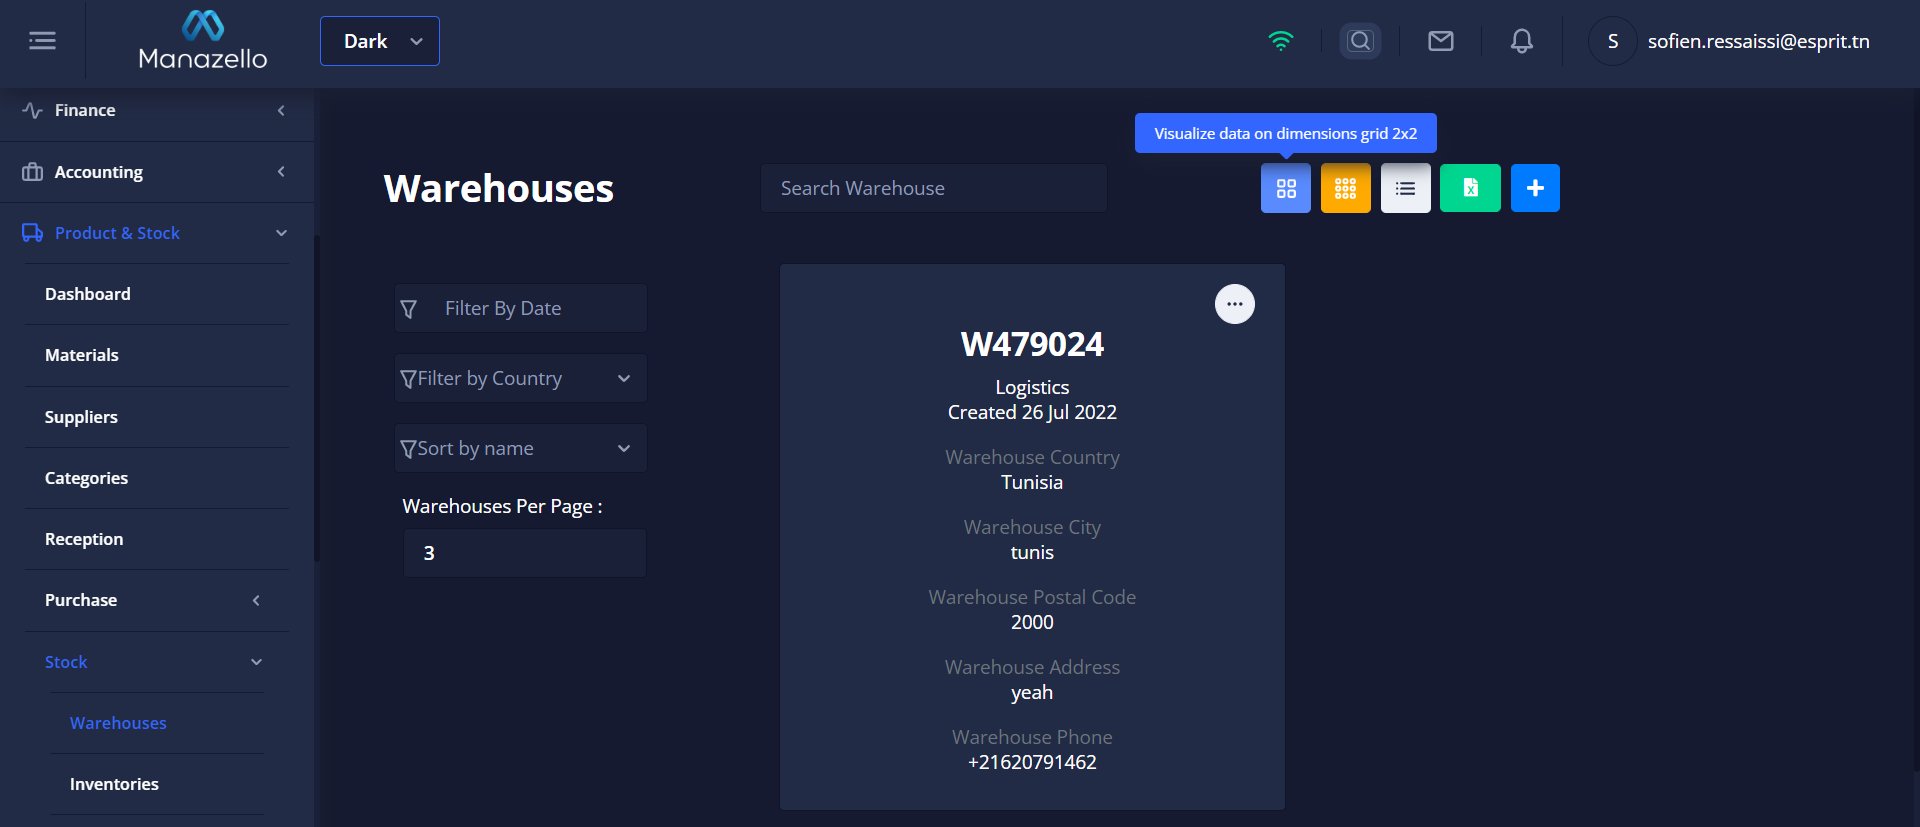 Manazello
Dark
S
sofien.ressaissi@esprit.tn
Finance
Accounting
Product & Stock
Dashboard
Materials
Suppliers
Categories
Reception
Purchase
Stock
Warehouses
Inventories
Visualize data on dimensions grid 2x2
Warehouses
Search Warehouse
X
Filter By Date
Filter by Country
Sort by name
Warehouses Per Page :
3
W479024
Logistics
Created 26 Jul 2022
Warehouse Country
Tunisia
Warehouse City
tunis
Warehouse Postal Code
2000
Warehouse Address
yeah
Warehouse Phone
+21620791462